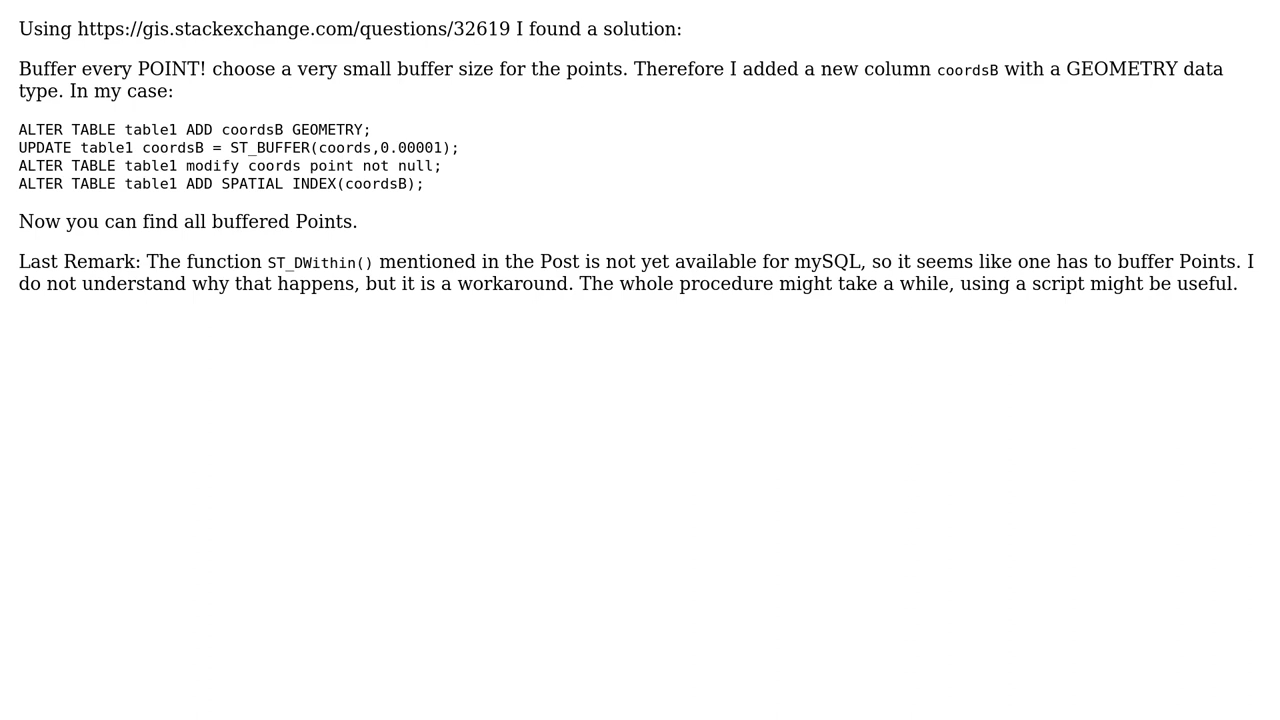 Using https://gis.stackexchange.com/questions/32619 I found a solution:
Buffer every POINT! choose a very small buffer size for the points. Therefore I added a new column coordsB with a GEOMETRY data
type. In my case:
ALTER TABLE table1 ADD coordsB GEOMETRY;
UPDATE table1 coordsB = ST_BUFFER(coords,0.00001);
ALTER TABLE table1 modify coords point not null;
ALTER TABLE table1 ADD SPATIAL INDEX(coordsB);
Now you can find all buffered Points.
Last Remark: The function ST_DWithin() mentioned in the Post is not yet available for mySQL, so it seems like one has to buffer Points. I
do not understand why that happens, but it is a workaround. The whole procedure might take a while, using a script might be useful.